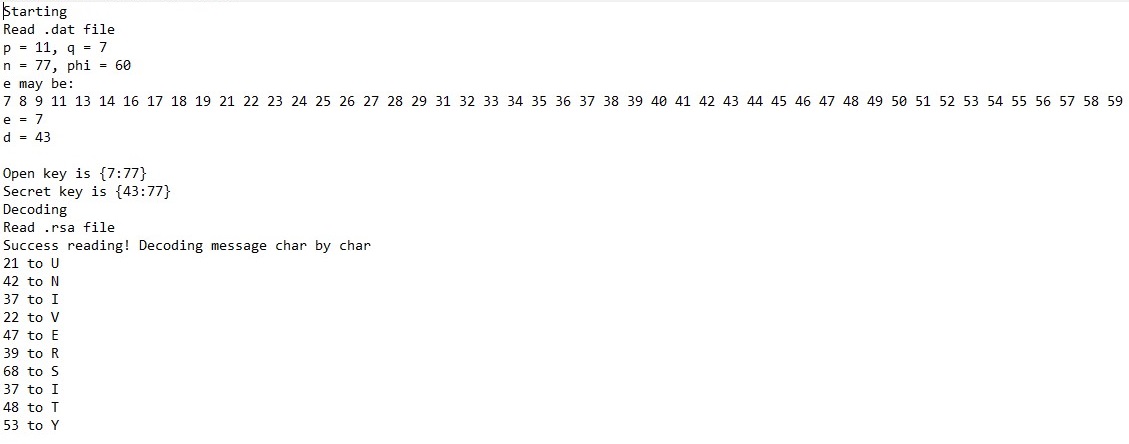 Starting
Read .dat file
p = 11, q = 7
n = 77, phi = 60
e may be:
7 8 9 11 13 14 16 17 18 19 21 22 23 24 25 26 27 28 29 31 32 33 34 35 36 37 38 39 40 41 42 43 44 45 46 47 48 49 50 51 52 53 54 55 56 57 58 59
e = 7
d = 43
Open key is {7:77}
Secret key is {43:77}
Decoding
Read .rsa file
Success reading! Decoding message char by char
21 to U
42 to N
37 to I
22 to V
47 to E
39 to R
68 to S
37 to I
48 to T
53 to Y